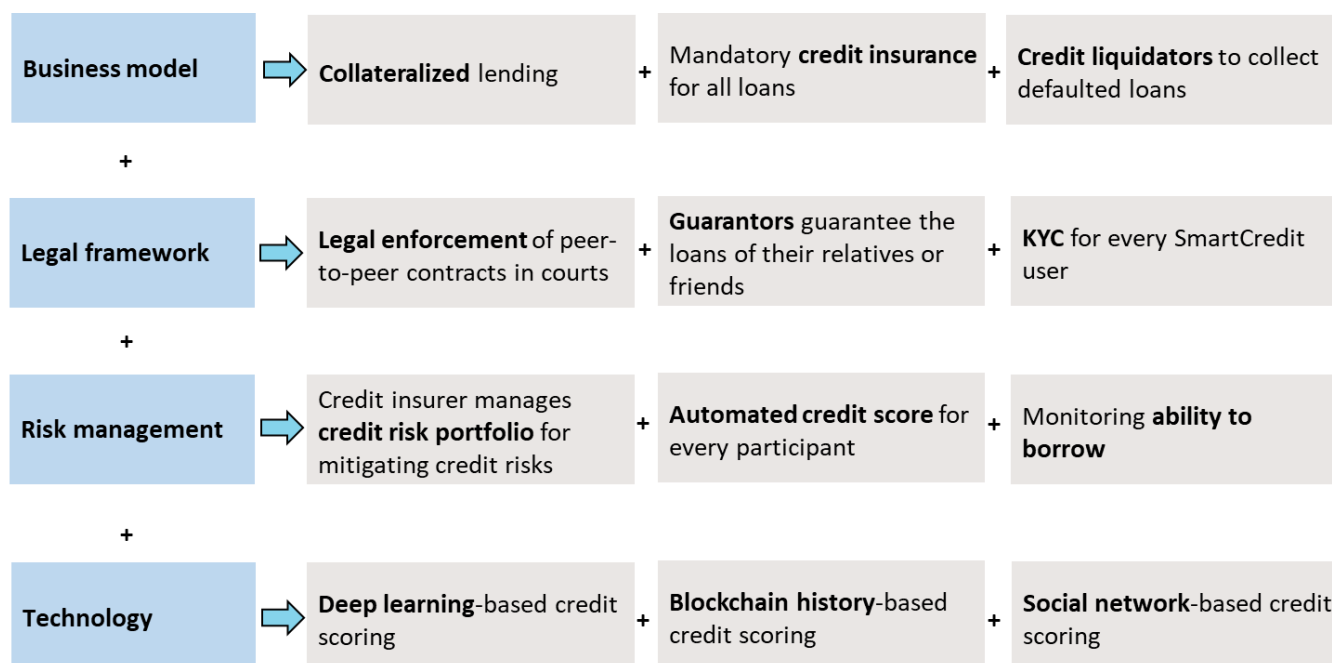 Business model
Collateralized lending
+
Mandatory credit insurance
for all loans
+
Credit liquidators to collect
defaulted loans
+
Legal framework
Legal enforcement of peer-
to-peer contracts in courts
+
Guarantors guarantee the
loans of their relatives or
friends
+
KYC for every SmartCredit
user
+
Risk management
Credit insurer manages
credit risk portfolio for
mitigating credit risks
+
Automated credit score for
every participant
+
Monitoring ability to
borrow
+
Technology
Deep learning-based credit
scoring
+
Blockchain history-based
credit scoring
+
Social network-based credit
scoring